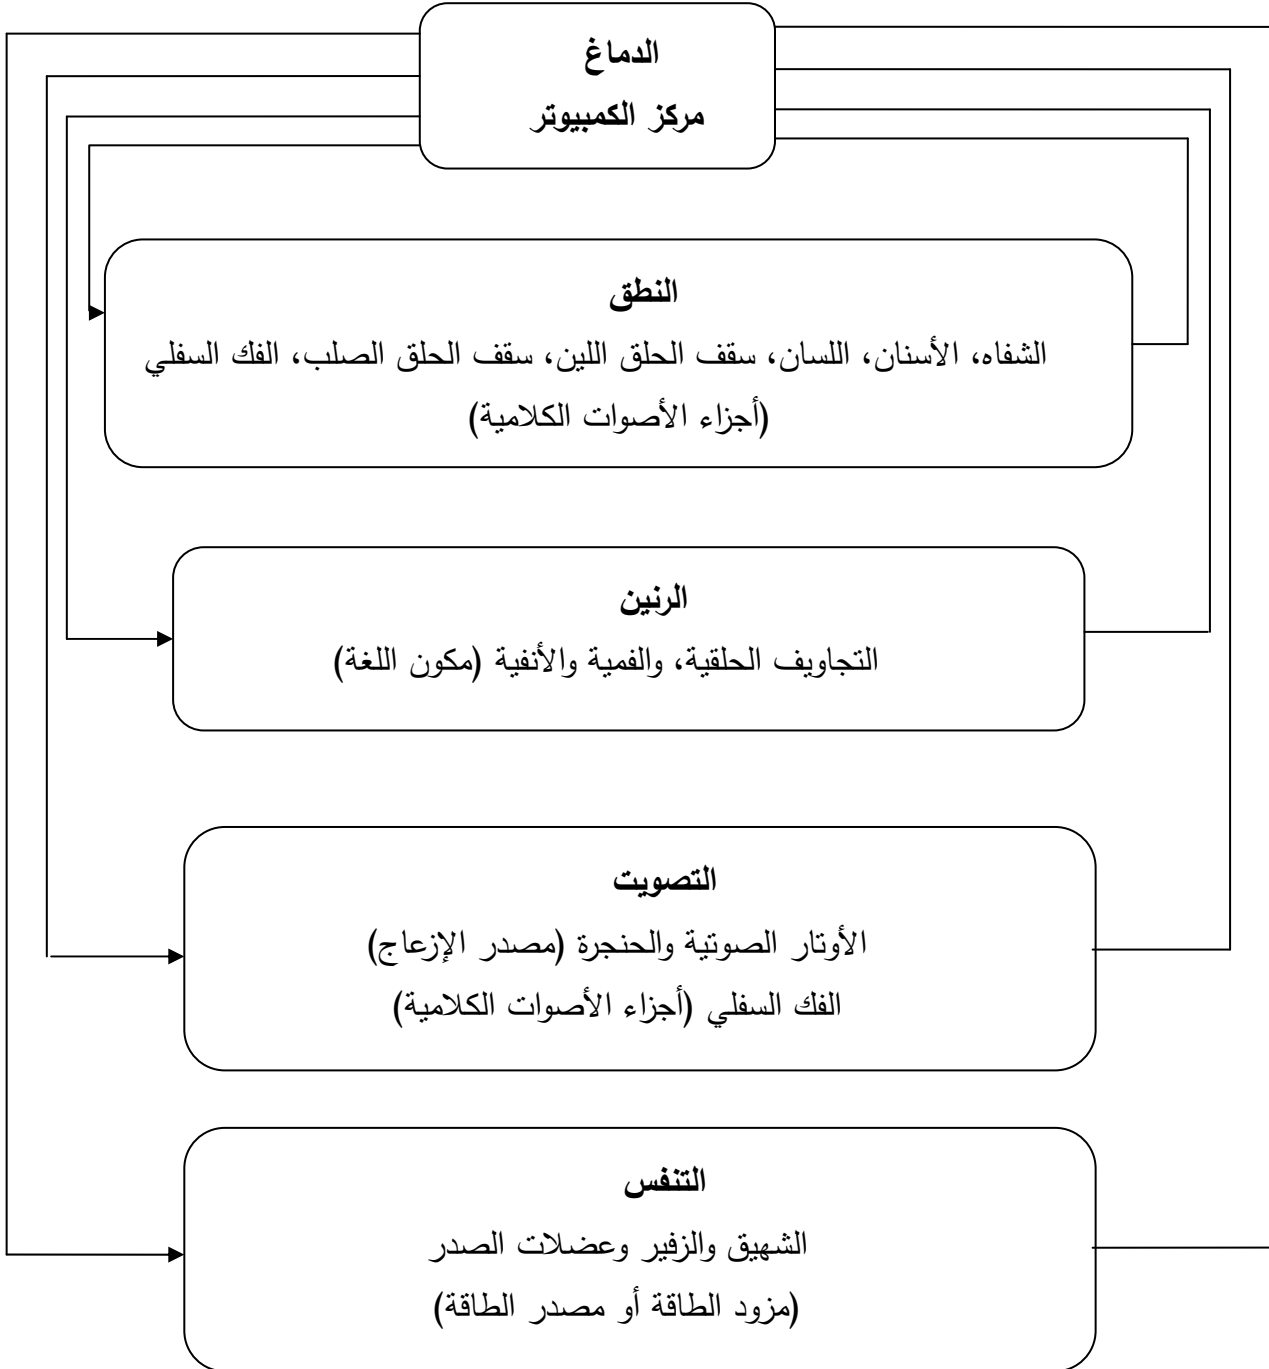 الدماغ
مركز الكمبيوتر
النطق
الشفاه، الأسنان، اللسان، سقف الحلق اللين، سقف الحلق الصلب، الفك السفلي
(أجزاء الأصوات الكلامية)
الرنين
التجاويف الحلقية، والفمية والأنفية (مكون اللغة)
التصويت
الأوتار الصوتية والحنجرة (مصدر الإزعاج)
الفك السفلي (أجزاء الأصوات الكلامية)
التنفس
الشهيق والزفير وعضلات الصدر
(مزود الطاقة أو مصدر الطاقة)